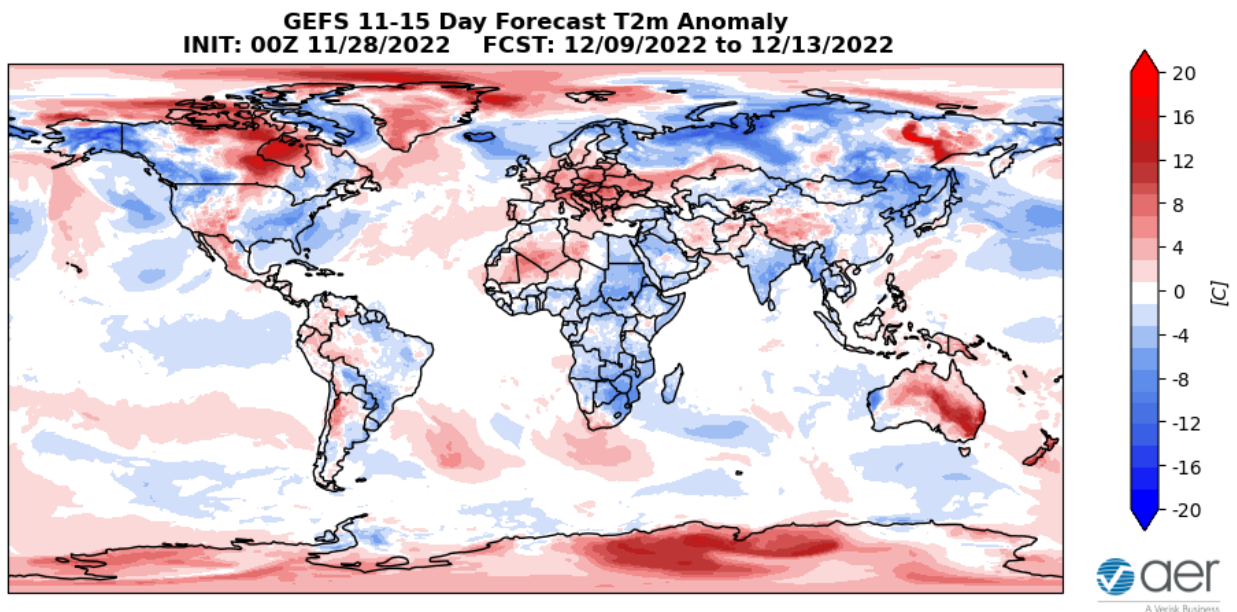 GEFS 11-15 Day Forecast T2m Anomaly
INIT: 00Z 11/28/2022 FCST: 12/09/2022 to 12/13/2022
20
16
12
8
4
0
-4
-8
-12
-16
-20
[C]
aer
A Verisk Business